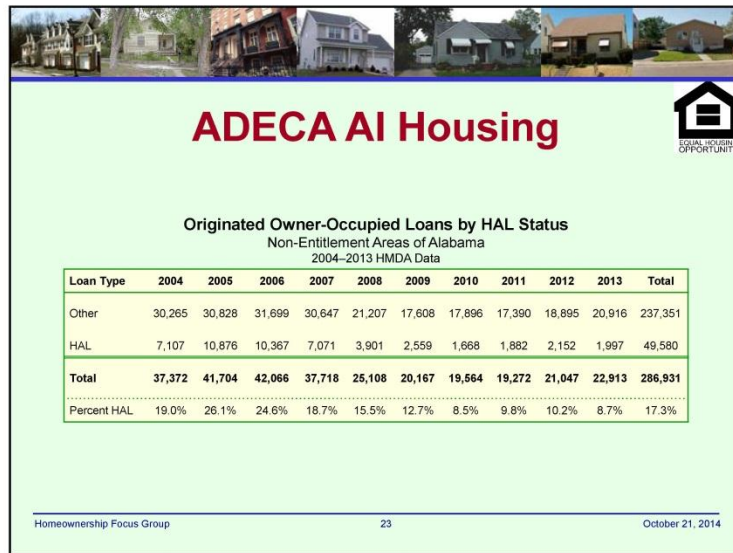 ADECA AI Housing
EQUAL HOUSING
OPPORTUNIT
Originated Owner-Occupied Loans by HAL Status
Non-Entitlement Areas of Alabama
2004–2013 HMDA Data
Loan Type 2004 2005 2006 2007 2008 2009 2010 2011 2012 2013 Total
Other 30,265 30,828 31,699 30,647 21,207 17,608 17,896 17,390 18,895 20,916 237,351
HAL 7,107 10,876 10,367 7,071 3,901 2,559 1,668 1,882 2,152 1,997 49,580
Total 37,372 41,704 42,066 37,718 25,108 20,167 19,564 19,272 21,047 22,913 286,931
Percent HAL 19.0% 26.1% 24.6% 18.7% 15.5% 12.7% 8.5% 9.8% 10.2% 8.7% 17.3%
Homeownership Focus Group 23 October 21, 2014